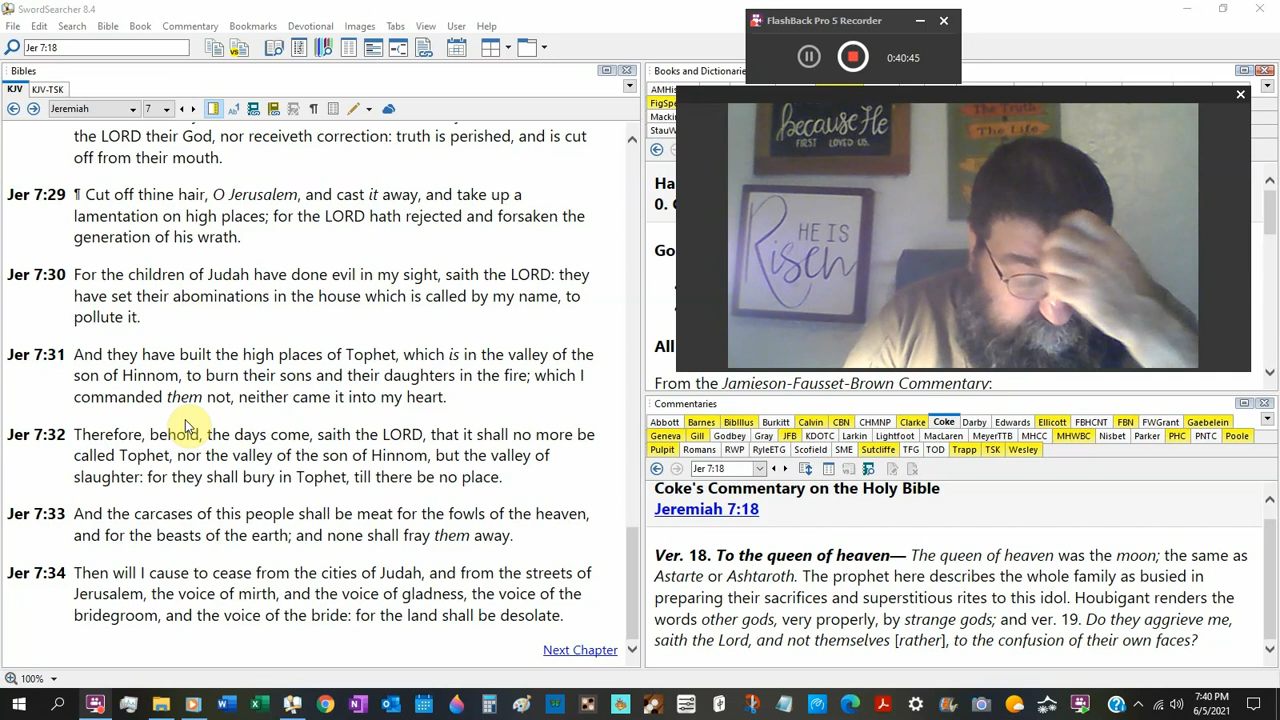 SwordSearcher 8.4
File Edit Search Bible Book Commentary Bookmarks Devotional Images User Help
Jer 7:18
FlashBack Pro 5 Recorder
0:40:45
Bibles
KJV KJV-TSK
Jeremiah 7
the LORD their God, nor receiveth correction: truth is perished, and is cut
off from their mouth.
Jer 7:29 ¶ Cut off thine hair, O Jerusalem, and cast it away, and take up a
lamentation on high places; for the LORD hath rejected and forsaken the
generation of his wrath.
Jer 7:30 For the children of Judah have done evil in my sight, saith the LORD: they
have set their abominations in the house which is called by my name, to
pollute it.
Jer 7:31 And they have built the high places of Tophet, which is in the valley of the
son of Hinnom, to burn their sons and their daughters in the fire; which I
commanded them not, neither came it into my heart.
Jer 7:32 Therefore, behold, the days come, saith the LORD, that it shall no more be
called Tophet, nor the valley of the son of Hinnom, but the valley of
slaughter: for they shall bury in Tophet, till there be no place.
Jer 7:33 And the carcases of this people shall be meat for the fowls of the heaven,
and for the beasts of the earth; and none shall fray them away.
Jer 7:34 Then will I cause to cease from the cities of Judah, and from the streets of
Jerusalem, the voice of mirth, and the voice of gladness, the voice of the
bridegroom, and the voice of the bride: for the land shall be desolate.
Next Chapter
100%
Books and Dictionarie
AMHis
FigSpe
Mackin
StauW
Ha
0.
Go
All
because He
FIRST LOVED US.
The Truth
The Life
HE IS
Risen
From the Jamieson-Fausset-Brown Commentary:
Commentaries
Abbott Barnes BibIllus Burkitt Calvin CBN CHMNP Clarke Coke Darby Edwards Ellicott FBHCNT FBN FWGrant Gaebelein
Geneva Gill Godbey Gray JFB KDOTC Larkin Lightfoot MacLaren MeyerTTB MHCC MHWBC Nisbet Parker PHC PNTC Poole
Pulpit Romans RWP RyleETG Scofield SME Sutcliffe TFG TOD Trapp TSK Wesley
Jer 7:18
Coke's Commentary on the Holy Bible
Jeremiah 7:18
Ver. 18. To the queen of heaven— The queen of heaven was the moon; the same as
Astarte or Ashtaroth. The prophet here describes the whole family as busied in
preparing their sacrifices and superstitious rites to this idol. Houbigant renders the
words other gods, very properly, by strange gods; and ver. 19. Do they aggrieve me,
saith the Lord, and not themselves [rather], to the confusion of their own faces?
7:40 PM
6/5/2021